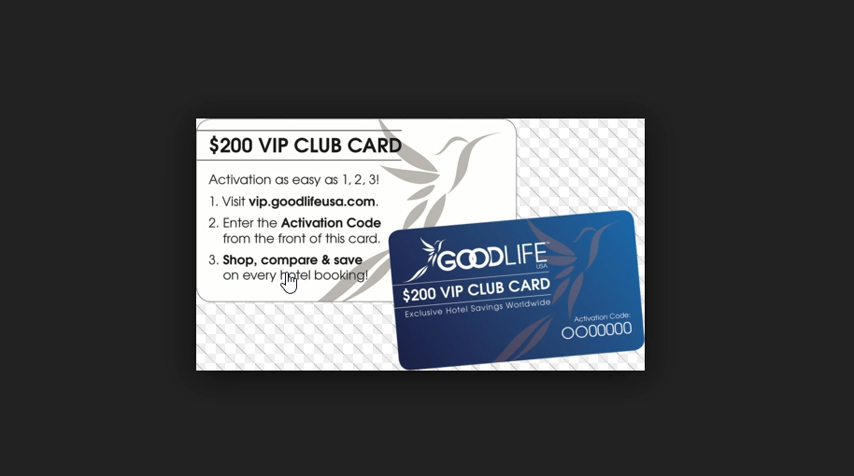 $200 VIP CLUB CARD
Activation as easy as 1, 2, 3!
1. Visit vip.goodlifeusa.com.
2. Enter the Activation Code
from the front of this card.
3. Shop, compare & save
on every hotel booking!
GOODLIFE
USA
$200 VIP CLUB CARD
Exclusive Hotel Savings Worldwide
Activation Code:
OO00000